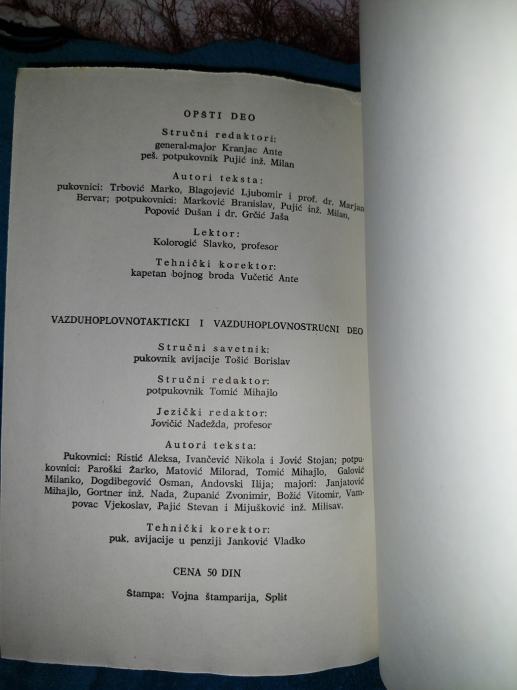 OPŠTI DEO
Stručni redaktori:
general-major Kranjac Ante
peš. potpukovnik Pujić inž. Milan
Autori teksta:
pukovnici: Trbović Marko, Blagojević Ljubomir i prof. dr. Marjan
Bervar; potpukovnici: Marković Branislav, Pujić inž. Milan,
Popović Dušan i dr. Grčić Jaša
Lektor:
Kolorogić Slavko, profesor
Tehnički korektor:
kapetan bojnog broda Vučetić Ante
VAZDUHOPLOVNOTAKTIČKI I VAZDUHOPLOVNOSTRUČNI DEO
Stručni savetnik:
pukovnik avijacije Tošić Borislav
Stručni redaktor:
potpukovnik Tomić Mihajlo
Jezički redaktor:
Jovičić Nadežda, profesor
Autori teksta:
Pukovnici: Ristić Aleksa, Ivančević Nikola i Jović Stojan; potpu-
kovnici: Paroški Žarko, Matović Milorad, Tomić Mihajlo, Galović
Milanko, Dogdibegović Osman, Andovski Ilija; majori: Janjatović
Mihajlo, Gortner inž. Nada, Županić Zvonimir, Božić Vitomir, Vam-
povac Vjekoslav, Pajić Stevan i Mijušković inž. Milisav.
Tehnički korektor:
puk. avijacije u penziji Janković Vladko
CENA 50 DIN
Štampa: Vojna štamparija, Split